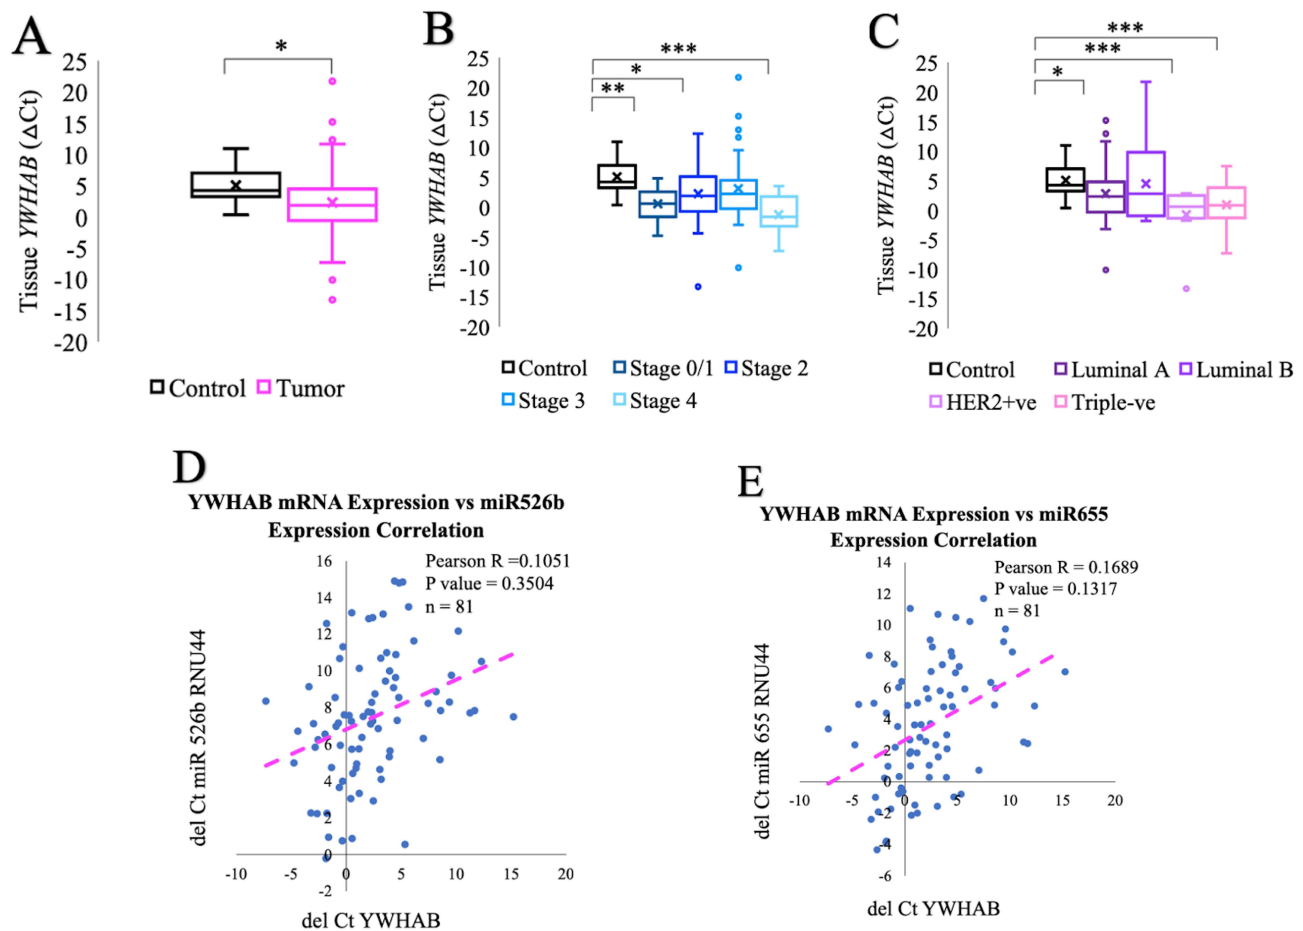 A
*
Tissue YWHAB (ΔCt)
25
20
15
10
5
0
-5
-10
-15
-20
Control Tumor
B
***
*
**
Tissue YWHAB (ΔCt)
25
20
15
10
5
0
-5
-10
-15
-20
Control Stage 0/1 Stage 2
Stage 3 Stage 4
C
***
***
*
Tissue YWHAB (ΔCt)
25
20
15
10
5
0
-5
-10
-15
-20
Control Luminal A Luminal B
HER2+ve Triple-ve
D
YWHAB mRNA Expression vs miR526b
Expression Correlation
Pearson R =0.1051
P value = 0.3504
n = 81
del Ct miR 526b RNU44
16
14
12
10
8
6
4
2
0
-2
-10 -5 0 5 10 15 20
del Ct YWHAB
E
YWHAB mRNA Expression vs miR655
Expression Correlation
Pearson R = 0.1689
P value = 0.1317
n = 81
del Ct miR 655 RNU44
14
12
10
8
6
4
2
0
-2
-4
-6
-10 -5 0 5 10 15 20
del Ct YWHAB